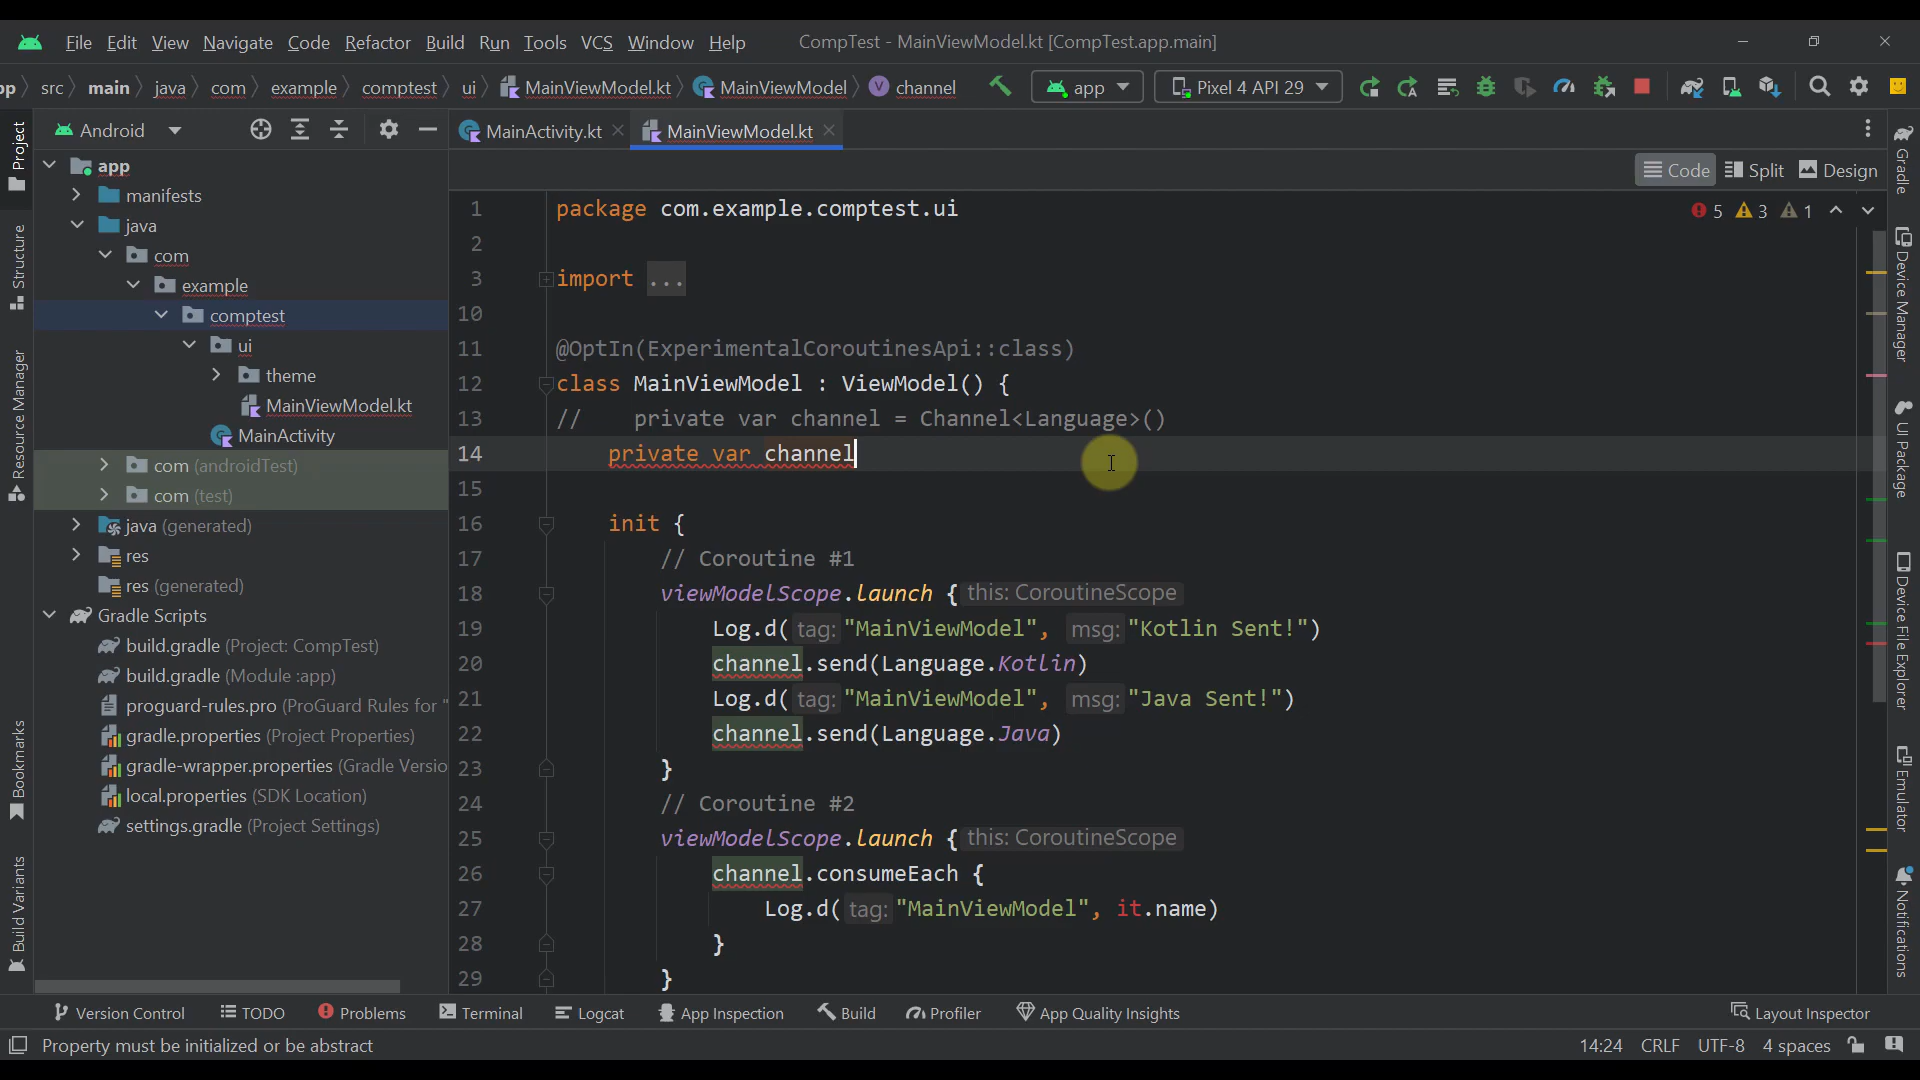 File Edit View Navigate Code Refactor Build Run Tools VCS Window Help CompTest - MainViewModel.kt [CompTest.app.main]
pp src main java com example comptest ui MainViewModel.kt MainViewModel channel app Pixel 4 API 29
Android
MainActivity.kt MainViewModel.kt
Code Split Design
5 3 1
app
manifests
java
com
example
comptest
ui
theme
MainViewModel.kt
MainActivity
com (androidTest)
com (test)
java (generated)
res
res (generated)
Gradle Scripts
build.gradle (Project: CompTest)
build.gradle (Module :app)
proguard-rules.pro (ProGuard Rules for "
gradle.properties (Project Properties)
gradle-wrapper.properties (Gradle Versio
local.properties (SDK Location)
settings.gradle (Project Settings)
1 package com.example.comptest.ui
2
3 import ...
10
11 @OptIn(ExperimentalCoroutinesApi::class)
12 class MainViewModel : ViewModel() {
13 // private var channel = Channel<Language>()
14 private var channel
15
16 init {
17 // Coroutine #1
18 viewModelScope.launch { this: CoroutineScope
19 Log.d( tag: "MainViewModel", msg: "Kotlin Sent!")
20 channel.send(Language.Kotlin)
21 Log.d( tag: "MainViewModel", msg: "Java Sent!")
22 channel.send(Language.Java)
23 }
24 // Coroutine #2
25 viewModelScope.launch { this: CoroutineScope
26 channel.consumeEach {
27 Log.d( tag: "MainViewModel", it.name)
28 }
29 }
Project
Structure
Resource Manager
Bookmarks
Build Variants
Gradle
Device Manager
UI Package
Device File Explorer
Emulator
Notifications
Version Control TODO Problems Terminal Logcat App Inspection Build Profiler App Quality Insights Layout Inspector
Property must be initialized or be abstract 14:24 CRLF UTF-8 4 spaces